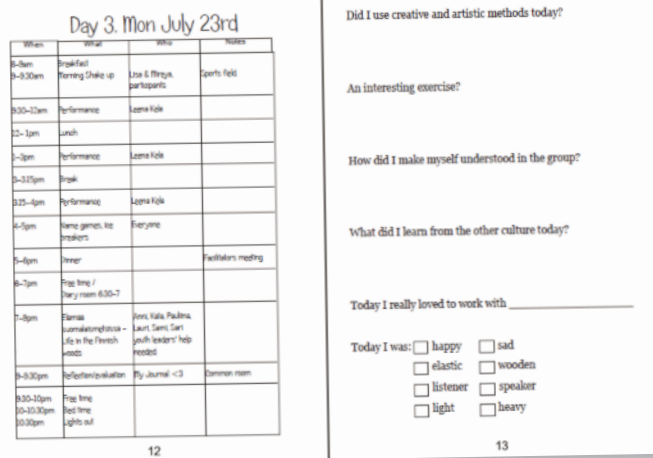 Day 3. Mon July 23rd
When What Who Notes
8-9am Breakfast
9-9.30am Morning Shake up Lisa & Mireya, Sports field
participants
9.30-12am Performance Leena Kela
12-1pm Lunch
1-3pm Performance Leena Kela
3-3.25pm Break
3.25-4pm Performance Leena Kela
4-5pm Name games, ice Everyone
breakers
5-6pm Dinner Facilitators meeting
6-7pm Free time /
Diary room 6.30-7
7-9pm Elämää Anni, Kaila, Pauliina,
suomalaismetsässä - Lauri, Sami, Sari
Life in the Finnish youth leaders' help
woods needed
9-9.30pm Reflection/evaluation My Journal <3 Common room
9.30-10pm Free time
10-10.30pm Bed time
10.30pm Lights out
12
Did I use creative and artistic methods today?
An interesting exercise?
How did I make myself understood in the group?
What did I learn from the other culture today?
Today I really loved to work with
Today I was: happy sad
elastic wooden
listener speaker
light heavy
13